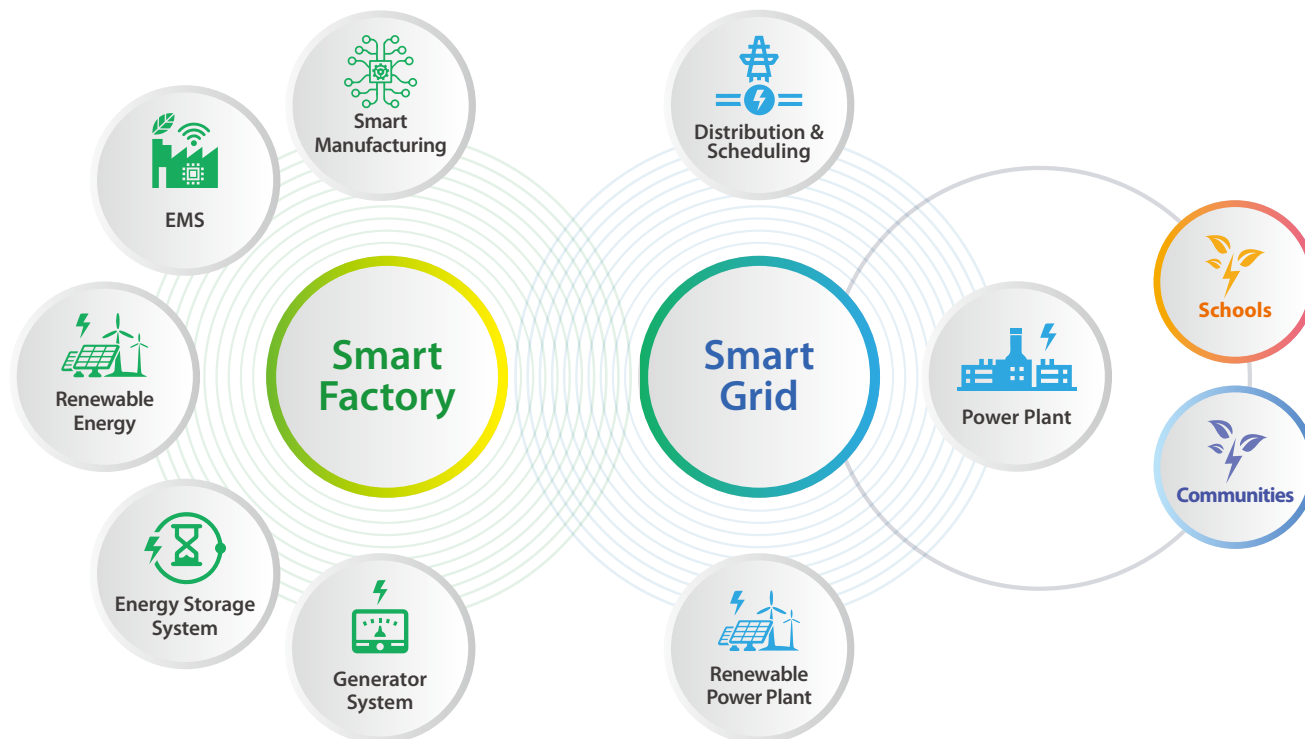 Smart
Manufacturing
Distribution &
Scheduling
EMS
Schools
Smart
Factory
Smart
Grid
Renewable
Energy
Power Plant
Communities
Energy Storage
System
Generator
System
Renewable
Power Plant